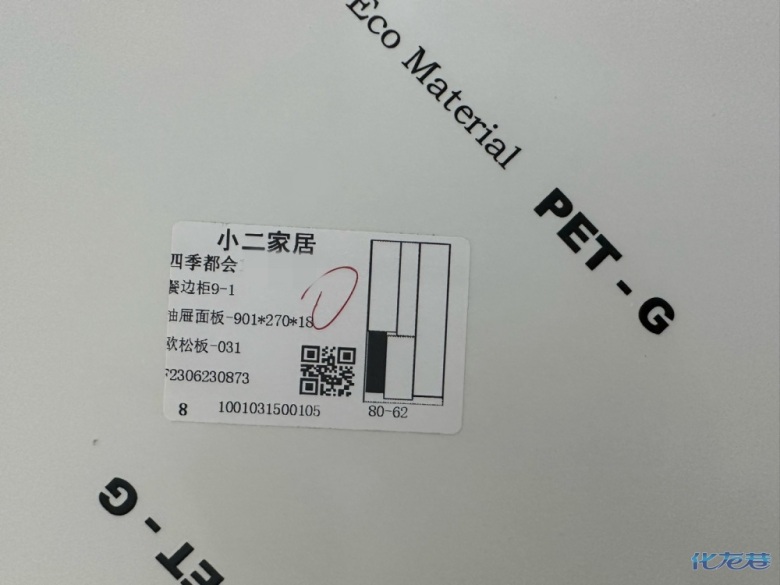 Eco Material
PET-G
小二家居
四季都会
餐边柜9-1
抽屉面板-901*270*18
欧松板-031
F2306230873
8 1001031500105 80-62
ET-G
化龙巷